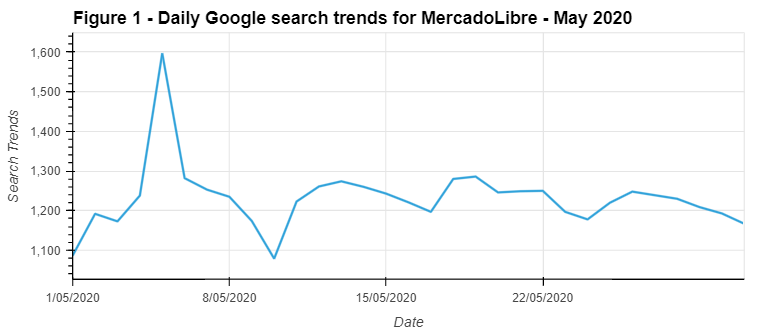 Figure 1 - Daily Google search trends for MercadoLibre - May 2020
1,600
1,500
1,400
1,300
1,200
1,100
Search Trends
1/05/2020 8/05/2020 15/05/2020 22/05/2020
Date